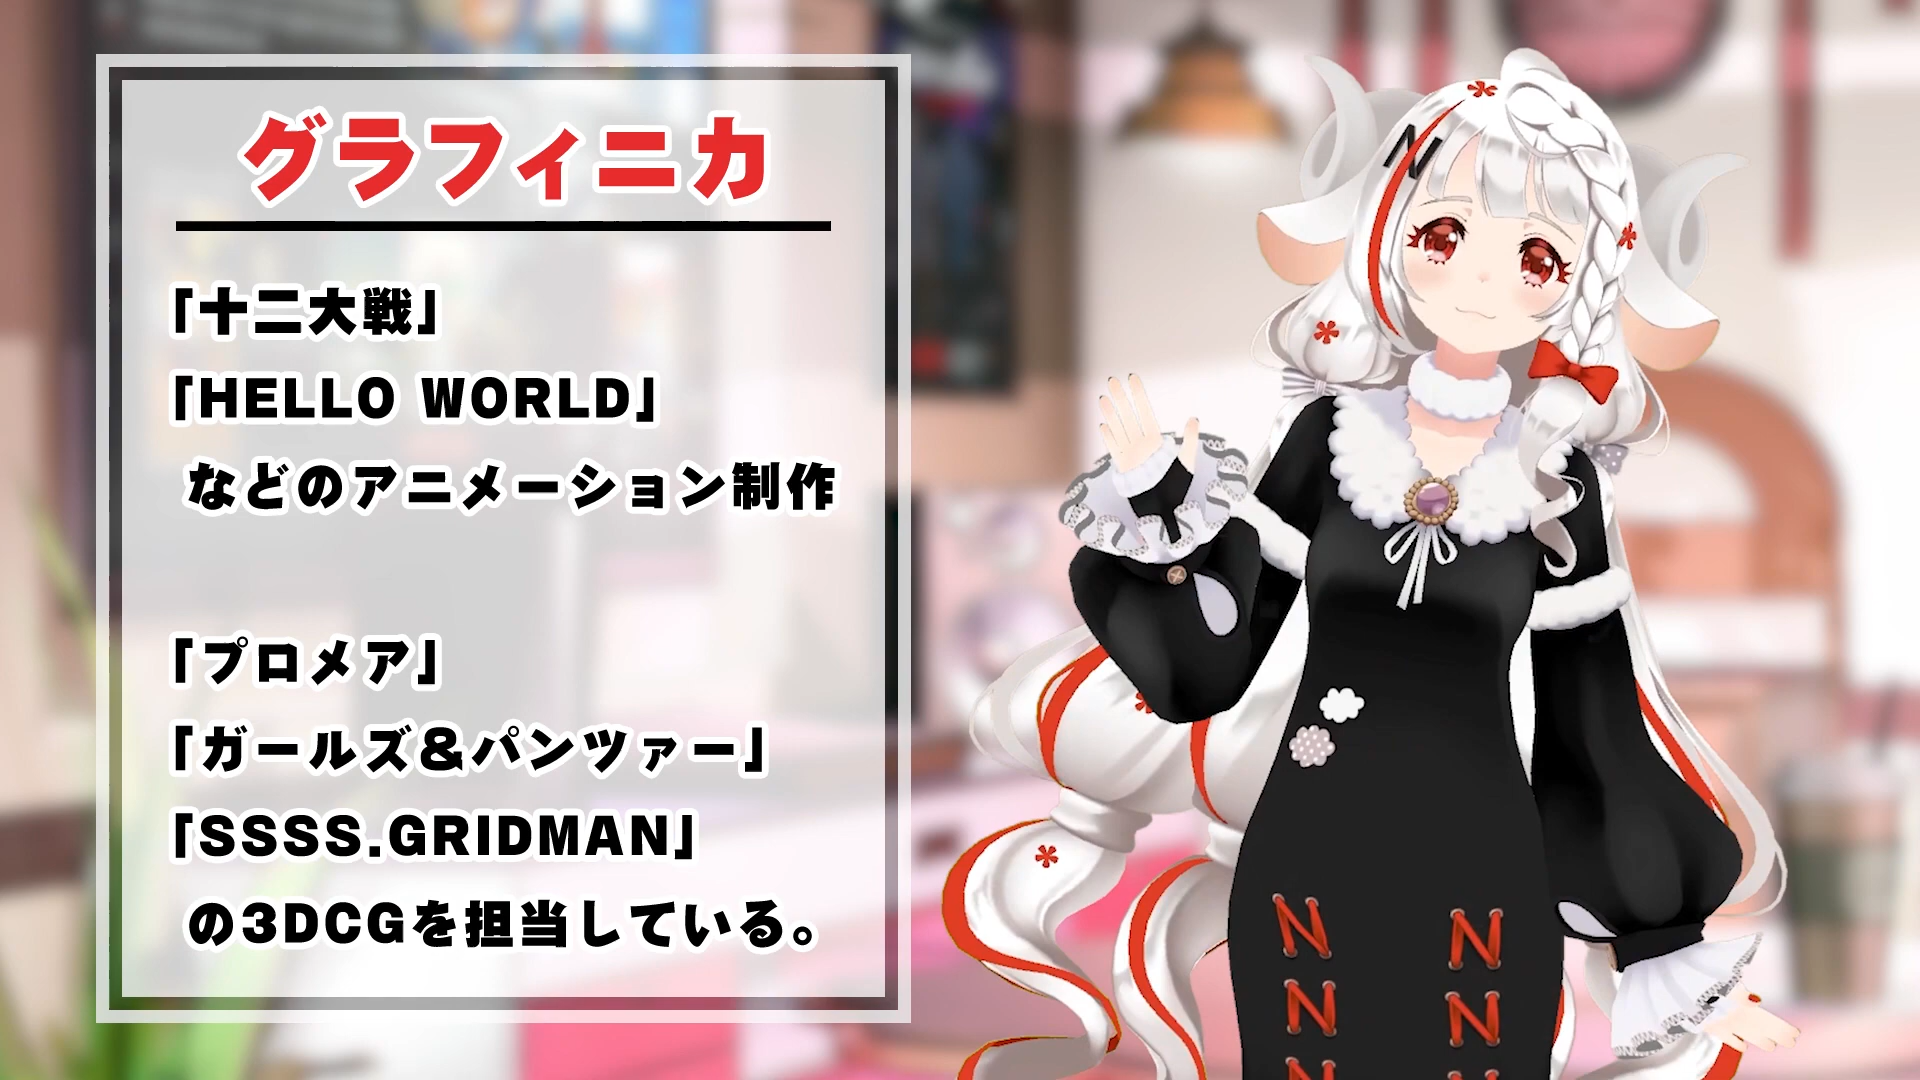 グラフィニカ
「十二大戦」
「HELLO WORLD」
などのアニメーション制作
「プロメア」
「ガールズ&パンツァー」
「SSSS.GRIDMAN」
の3DCGを担当している。